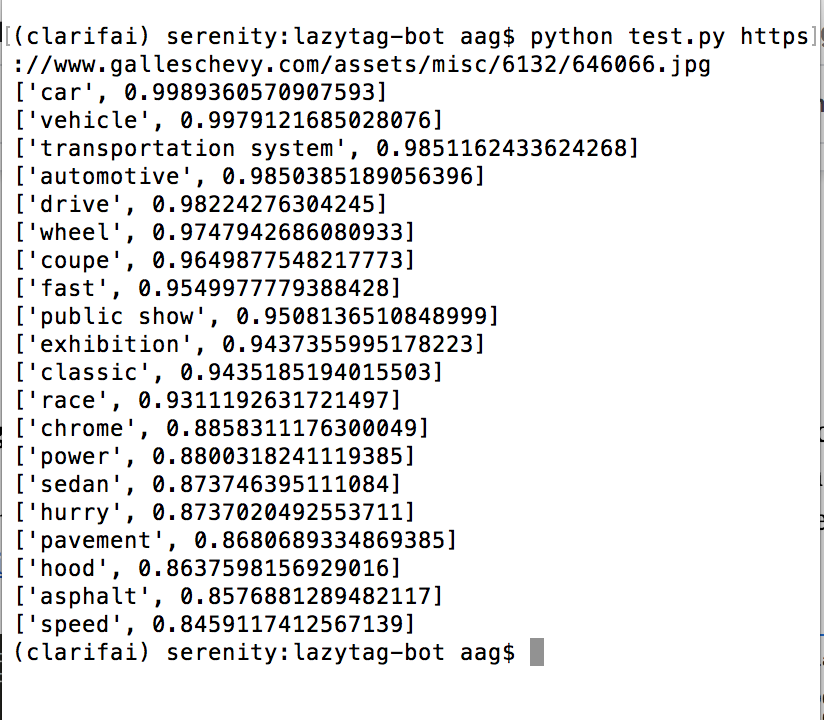 (clarifai) serenity:lazytag-bot aag$ python test.py https
://www.galleschevy.com/assets/misc/6132/646066.jpg
['car', 0.9989360570907593]
['vehicle', 0.9979121685028076]
['transportation system', 0.9851162433624268]
['automotive', 0.9850385189056396]
['drive', 0.98224276304245]
['wheel', 0.9747942686080933]
['coupe', 0.9649877548217773]
['fast', 0.9549977779388428]
['public show', 0.9508136510848999]
['exhibition', 0.9437355995178223]
['classic', 0.9435185194015503]
['race', 0.9311192631721497]
['chrome', 0.8858311176300049]
['power', 0.8800318241119385]
['sedan', 0.873746395111084]
['hurry', 0.8737020492553711]
['pavement', 0.8680689334869385]
['hood', 0.8637598156929016]
['asphalt', 0.8576881289482117]
['speed', 0.8459117412567139]
(clarifai) serenity:lazytag-bot aag$